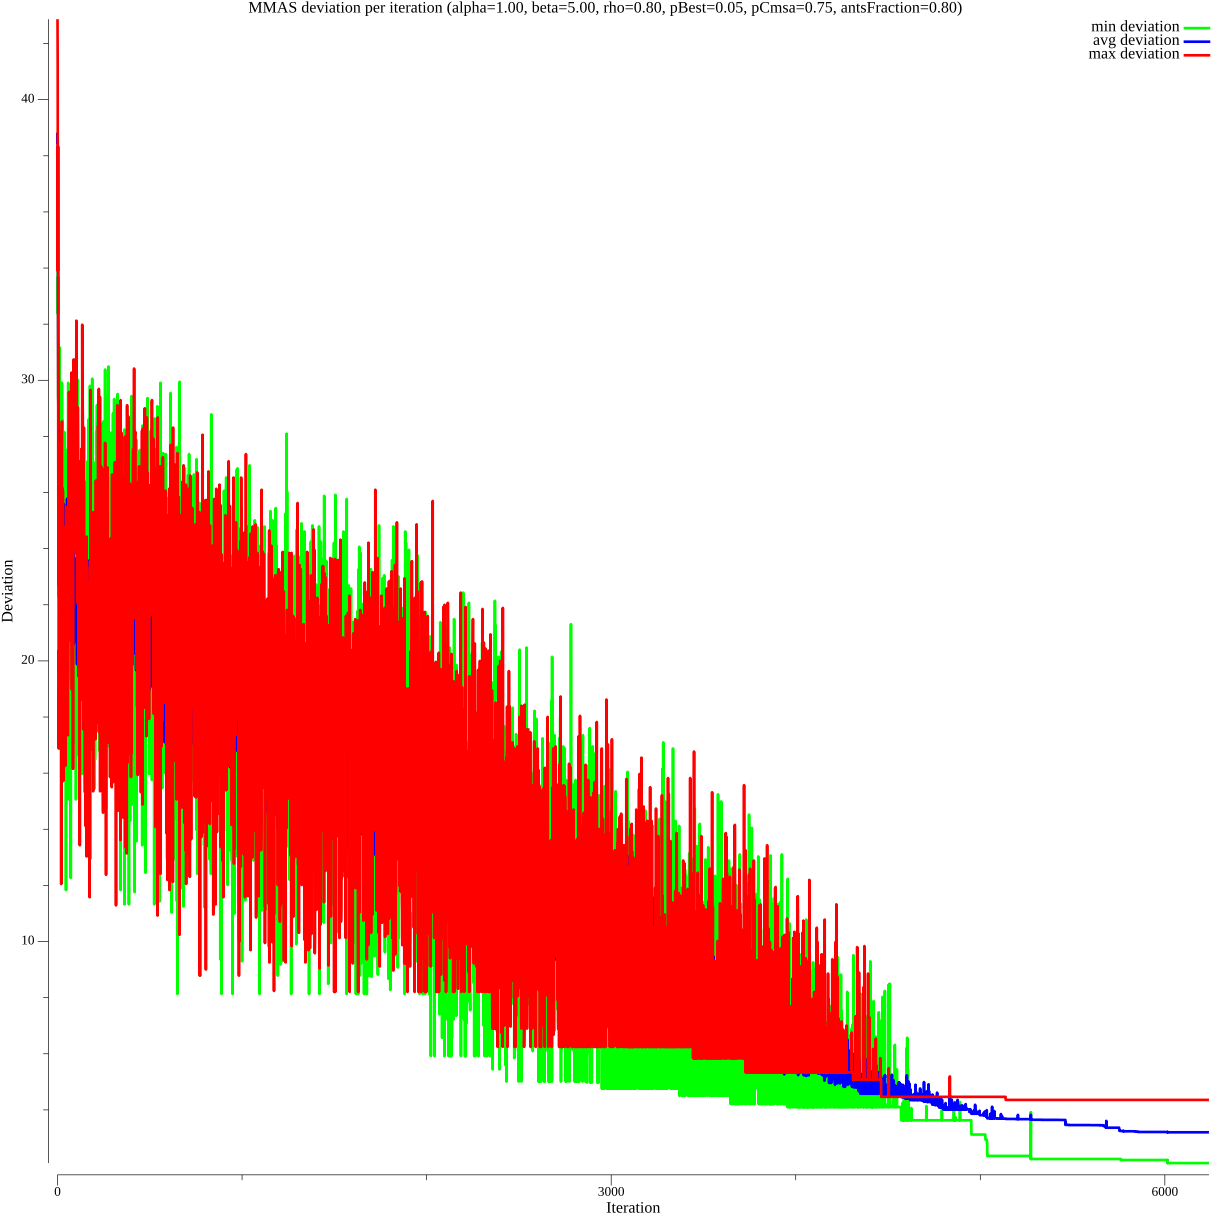 MMAS deviation per iteration (alpha=1.00, beta=5.00, rho=0.80, pBest=0.05, pCmsa=0.75, antsFraction=0.80)
min deviation
avg deviation
max deviation
40
30
20
10
Deviation
0
3000
6000
Iteration